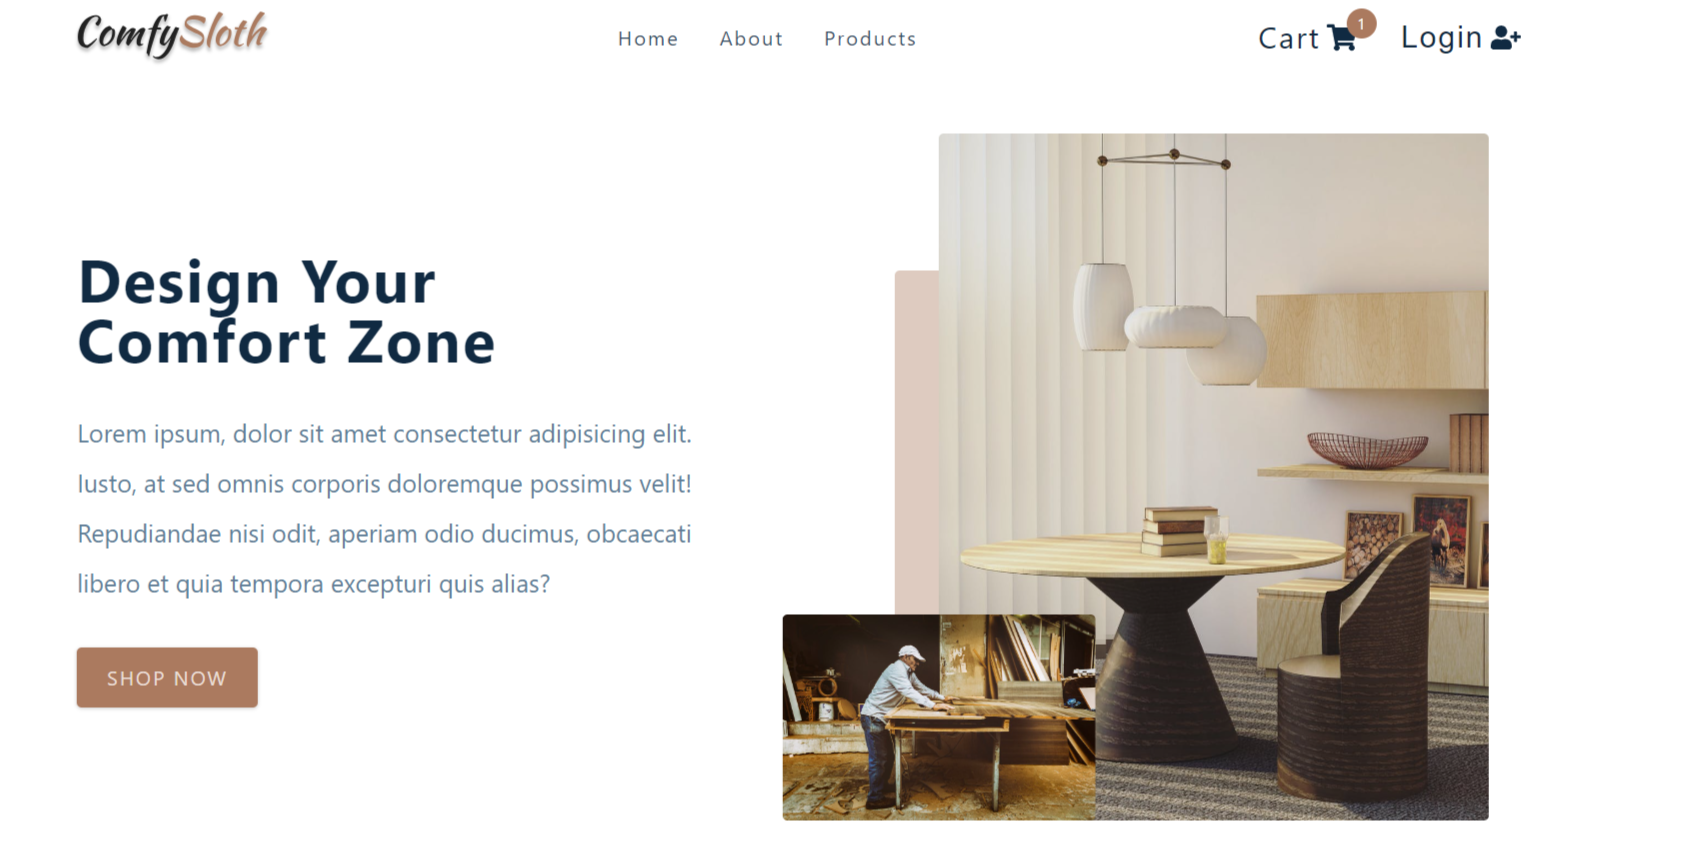 ComfySloth
Home About Products
Cart 1 Login
Design Your
Comfort Zone
Lorem ipsum, dolor sit amet consectetur adipisicing elit.
Iusto, at sed omnis corporis doloremque possimus velit!
Repudiandae nisi odit, aperiam odio ducimus, obcaecati
libero et quia tempora excepturi quis alias?
SHOP NOW